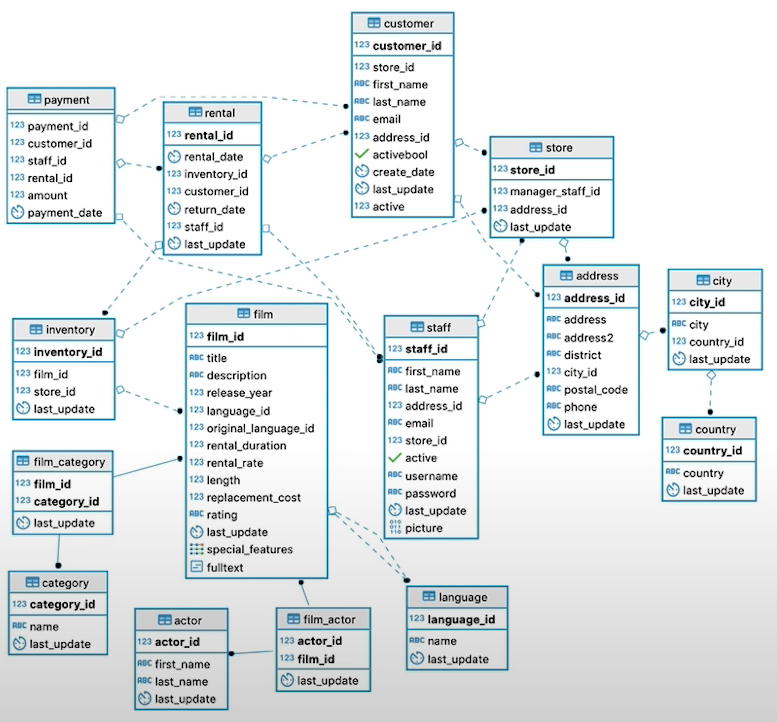 customer
123 customer_id
123 store_id
ABC first_name
ABC last_name
ABC email
123 address_id
activebool
create_date
last_update
123 active
payment
123 payment_id
123 customer_id
123 staff_id
123 rental_id
123 amount
payment_date
rental
123 rental_id
rental_date
123 inventory_id
123 customer_id
return_date
123 staff_id
last_update
store
123 store_id
123 manager_staff_id
123 address_id
last_update
address
123 address_id
ABC address
ABC address2
ABC district
123 city_id
ABC postal_code
ABC phone
last_update
city
123 city_id
ABC city
123 country_id
last_update
inventory
123 inventory_id
123 film_id
123 store_id
last_update
film
123 film_id
ABC title
ABC description
123 release_year
123 language_id
123 original_language_id
123 rental_duration
123 rental_rate
123 length
123 replacement_cost
ABC rating
last_update
special_features
fulltext
staff
123 staff_id
ABC first_name
ABC last_name
123 address_id
ABC email
123 store_id
active
ABC username
ABC password
last_update
010 picture
country
123 country_id
ABC country
last_update
film_category
123 film_id
123 category_id
last_update
category
123 category_id
ABC name
last_update
actor
123 actor_id
ABC first_name
ABC last_name
last_update
film_actor
123 actor_id
123 film_id
last_update
language
123 language_id
ABC name
last_update